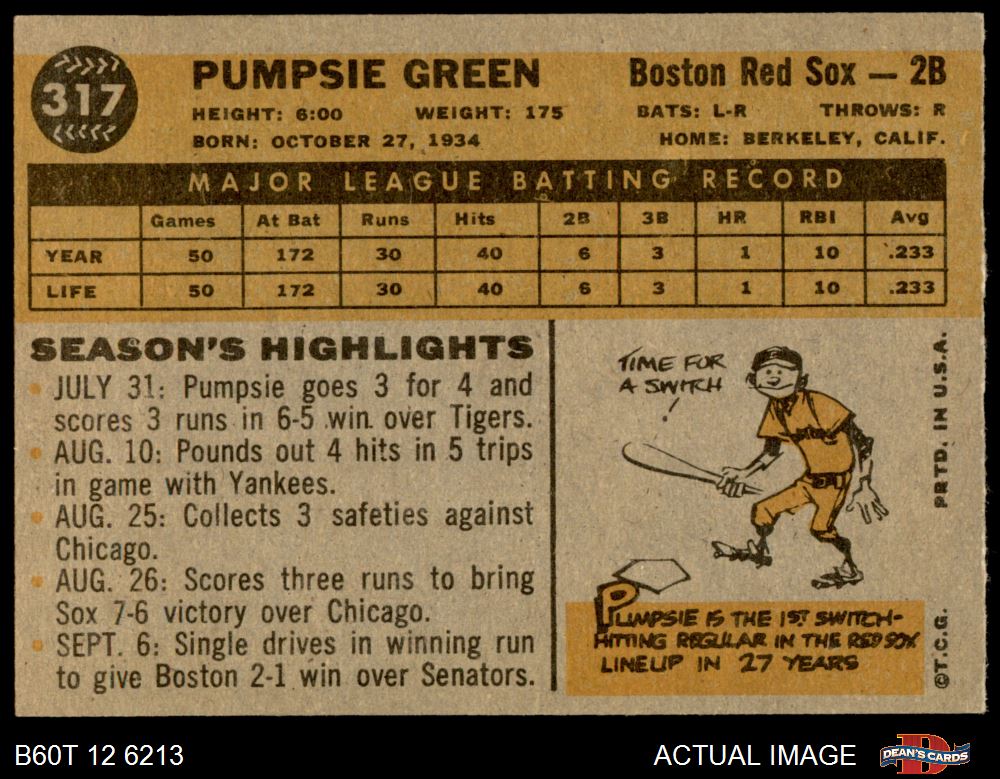 317
PUMPSIE GREEN
Boston Red Sox — 2B
HEIGHT: 6:00 WEIGHT: 175 BATS: L-R THROWS: R
BORN: OCTOBER 27, 1934 HOME: BERKELEY, CALIF.
MAJOR LEAGUE BATTING RECORD
Games At Bat Runs Hits 2B 3B HR RBI Avg
YEAR 50 172 30 40 6 3 1 10 .233
LIFE 50 172 30 40 6 3 1 10 .233
SEASON'S HIGHLIGHTS
JULY 31: Pumpsie goes 3 for 4 and
scores 3 runs in 6-5 win over Tigers.
AUG. 10: Pounds out 4 hits in 5 trips
in game with Yankees.
AUG. 25: Collects 3 safeties against
Chicago.
AUG. 26: Scores three runs to bring
Sox 7-6 victory over Chicago.
SEPT. 6: Single drives in winning run
to give Boston 2-1 win over Senators.
TIME FOR
A SWITCH
!
PUMPSIE IS THE 1ST SWITCH-
HITTING REGULAR IN THE RED SOX
LINEUP IN 27 YEARS
PRTD. IN U.S.A.
©T.C.G.
B60T 12 6213
ACTUAL IMAGE
D
DEAN'S CARDS